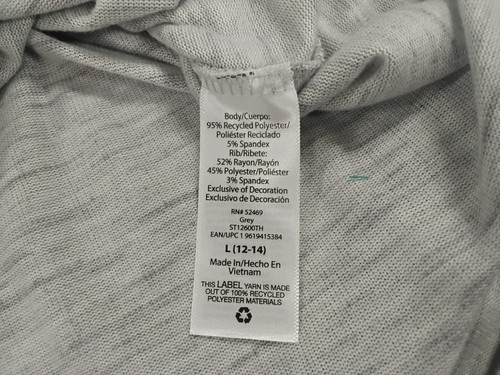 Body/Cuerpo:
95% Recycled Polyester/
Poliéster Reciclado
5% Spandex
Rib/Ribete:
52% Rayon/Rayón
45% Polyester/Poliéster
3% Spandex
Exclusive of Decoration
Exclusivo de Decoración
RN# 52469
Grey
ST12600TH
EAN/UPC 1 9619415384
L (12-14)
Made In/Hecho En
Vietnam
THIS LABEL YARN IS MADE
OUT OF 100% RECYCLED
POLYESTER MATERIALS